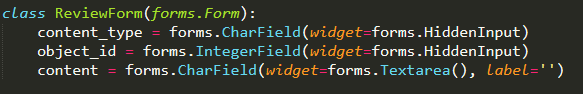 class ReviewForm(forms.Form):
    content_type = forms.CharField(widget=forms.HiddenInput)
    object_id = forms.IntegerField(widget=forms.HiddenInput)
    content = forms.CharField(widget=forms.Textarea(), label='')